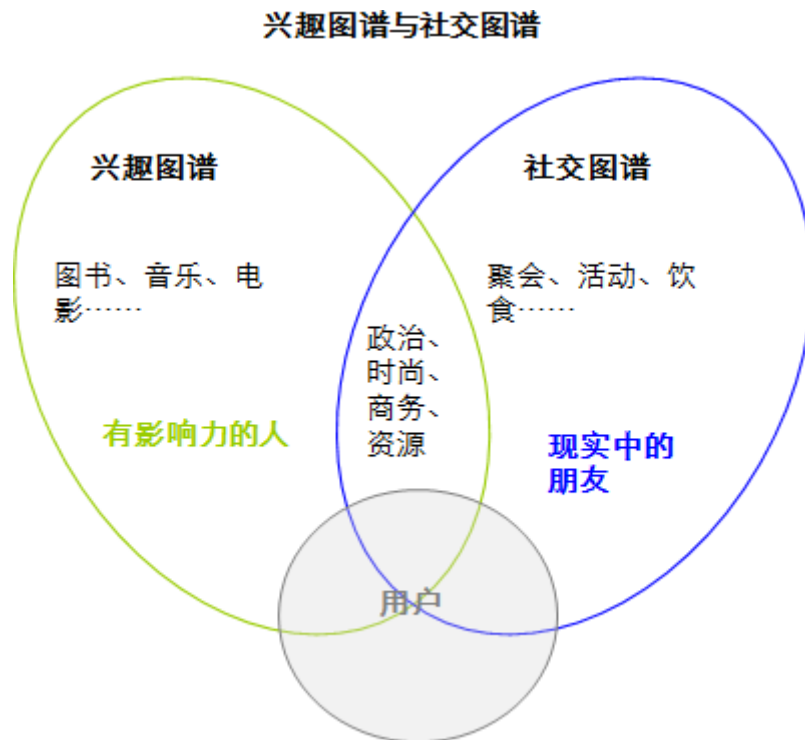 兴趣图谱与社交图谱
兴趣图谱
社交图谱
图书、音乐、电
影……
聚会、活动、饮
食……
政治、
时尚、
商务、
资源
有影响力的人
现实中的
朋友
用户